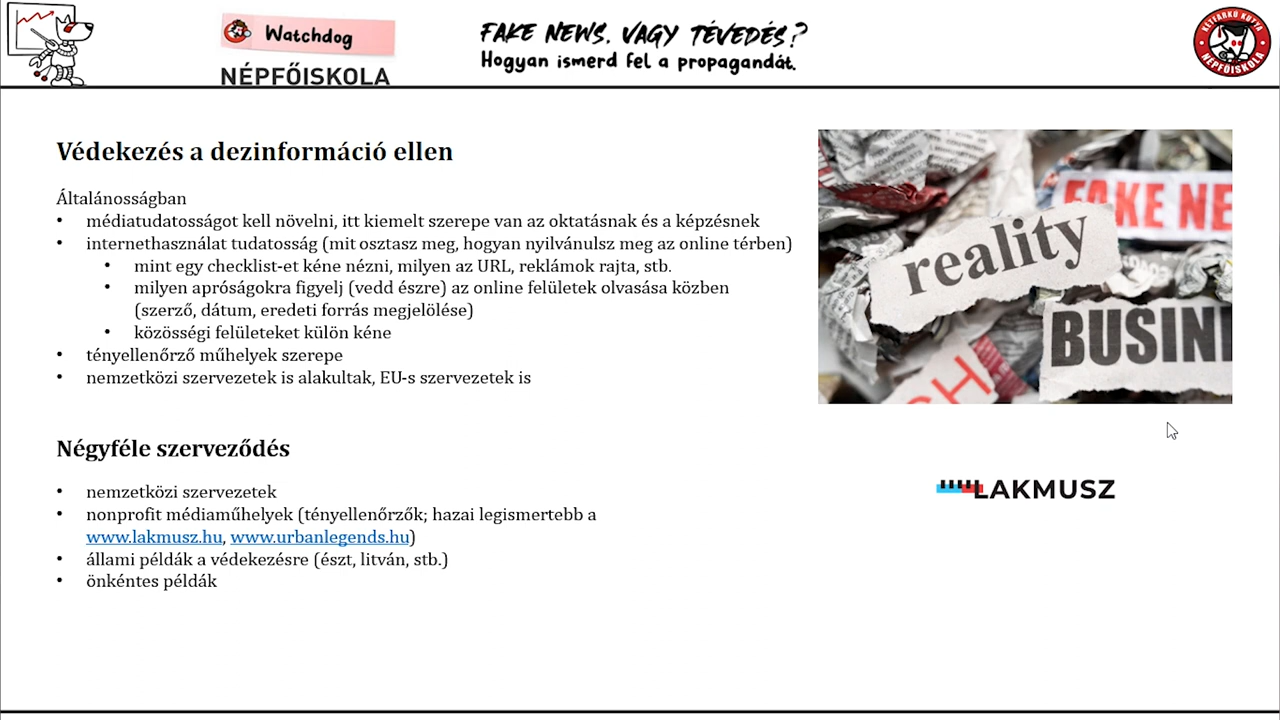 Watchdog
NÉPFŐISKOLA
FAKE NEWS, VAGY TÉVEDÉS?
Hogyan ismerd fel a propagandát.
KÉTFARKÚ KUTYA
NÉPFŐISKOLA
Védekezés a dezinformáció ellen
Általánosságban
• médiatudatosságot kell növelni, itt kiemelt szerepe van az oktatásnak és a képzésnek
• internethasználat tudatosság (mit osztasz meg, hogyan nyilvánulsz meg az online térben)
• mint egy checklist-et kéne nézni, milyen az URL, reklámok rajta, stb.
• milyen apróságokra figyelj (vedd észre) az online felületek olvasása közben
(szerző, dátum, eredeti forrás megjelölése)
• közösségi felületeket külön kéne
• tényellenőrző műhelyek szerepe
• nemzetközi szervezetek is alakultak, EU-s szervezetek is
FAKE NE
reality
BUSIN
CH
Négyféle szerveződés
• nemzetközi szervezetek
• nonprofit médiaműhelyek (tényellenőrzők; hazai legismertebb a
www.lakmusz.hu, www.urbanlegends.hu)
• állami példák a védekezésre (észt, litván, stb.)
• önkéntes példák
LAKMUSZ